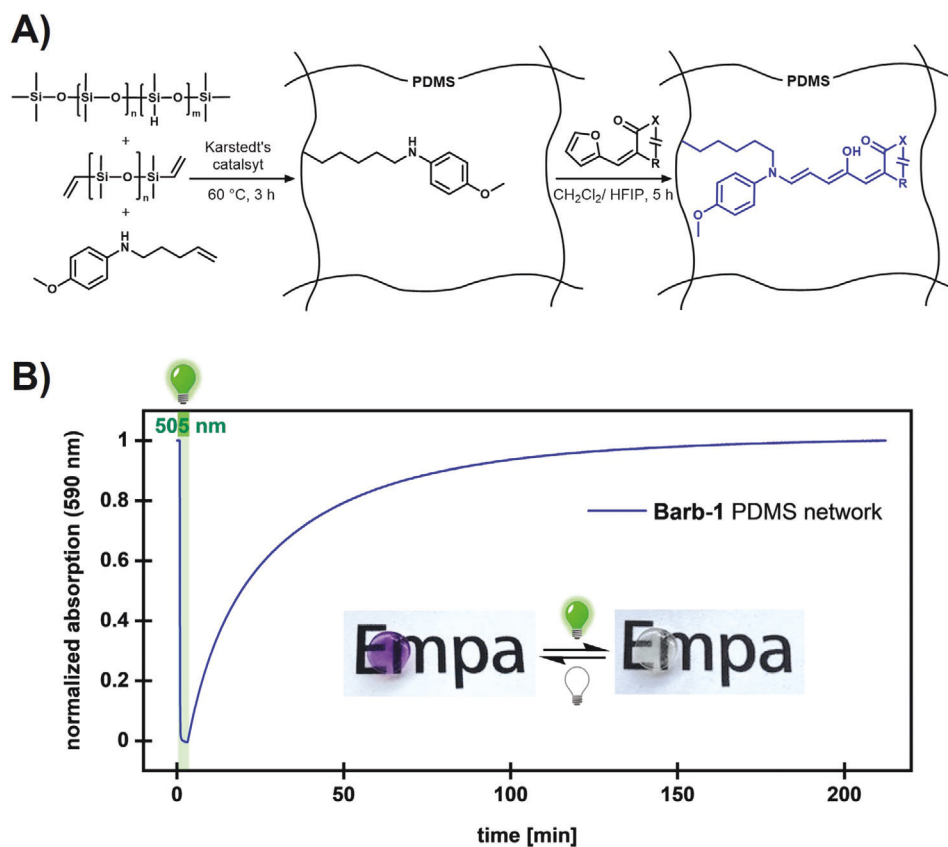 A)
Si O Si O Si O Si
n m
H
+
Si O Si
n
+
H
N
O
Karstedt's
catalsyt
60 °C, 3 h
PDMS
H
N
O
O
O X
R
CH2Cl2/ HFIP, 5 h
PDMS
O X
OH
N
R
O
B)
505 nm
normalized absorption (590 nm)
1
0.8
0.6
0.4
0.2
0
Barb-1 PDMS network
Empa
Empa
0 50 100 150 200
time [min]